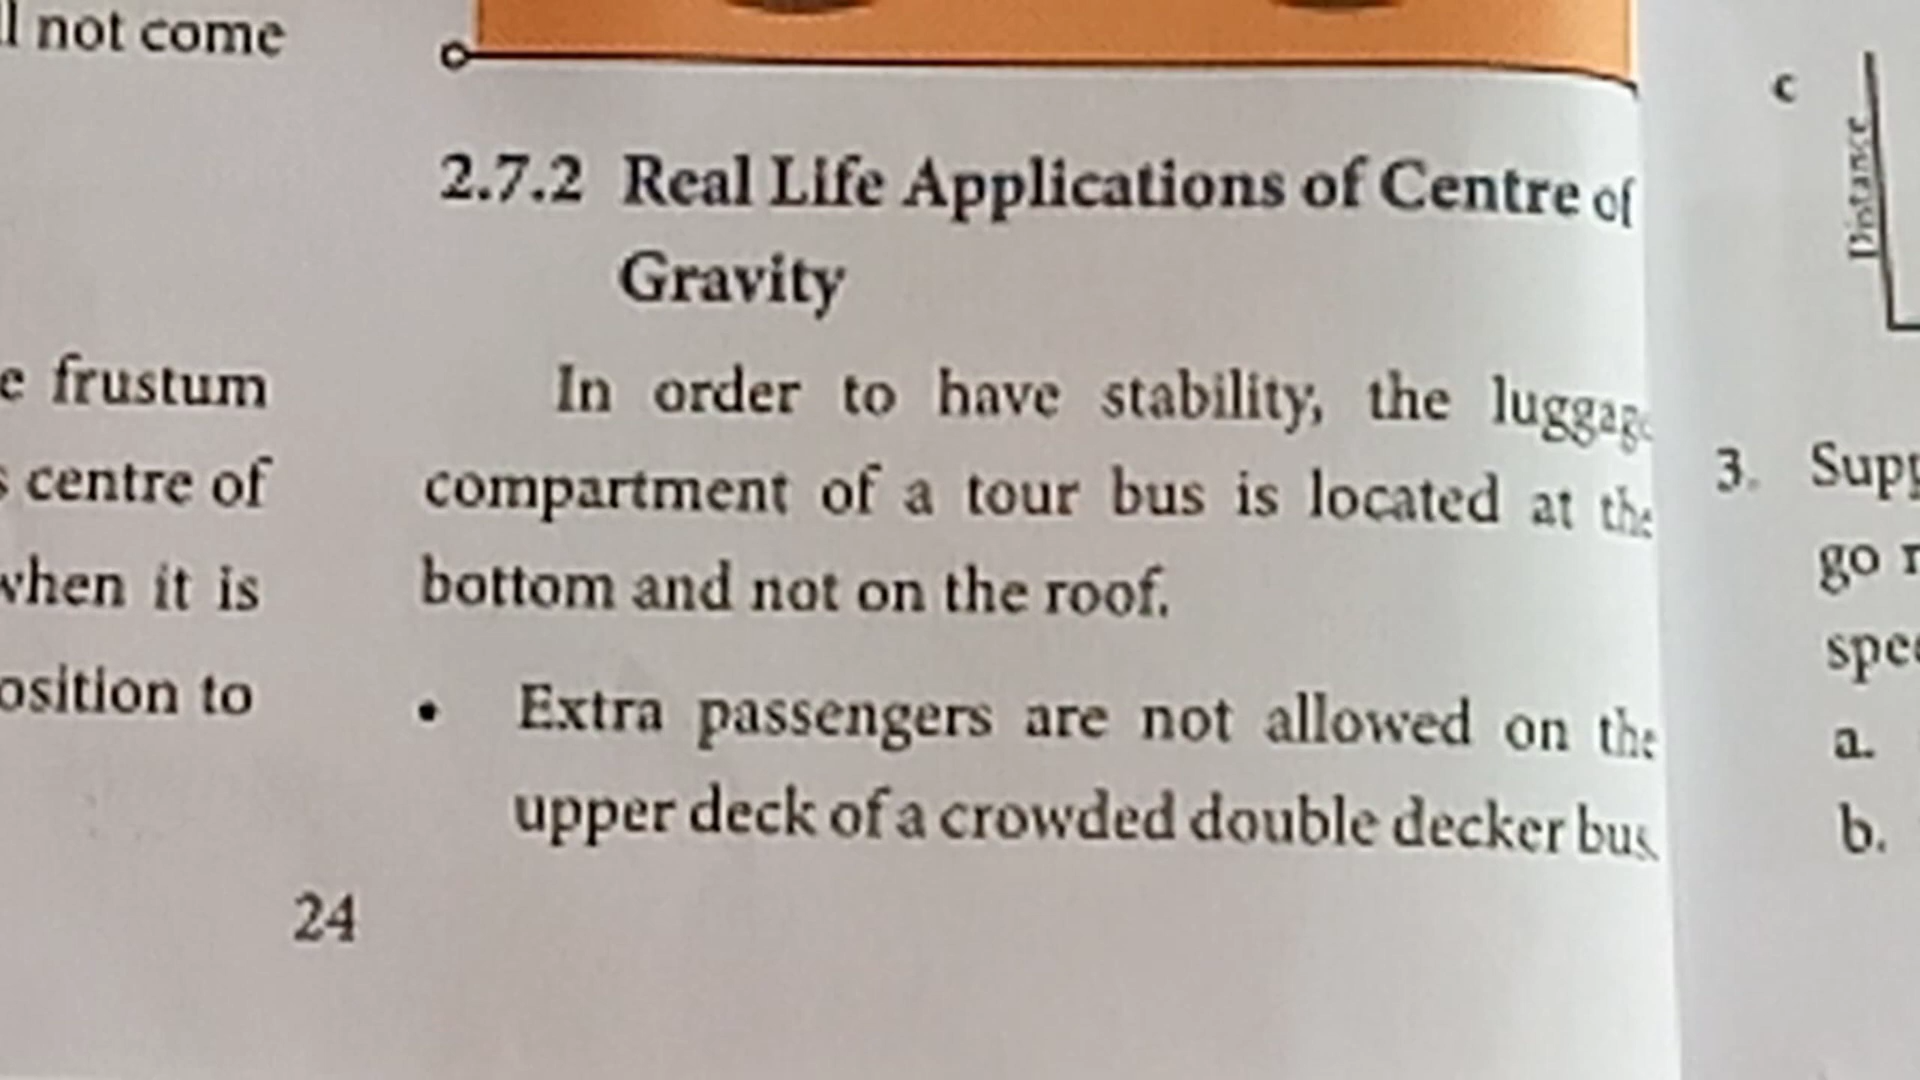 not come
frustum
centre of
when it is
osition to
2.7.2 Real Life Applications of Centre of
Gravity
In order to have stability, the luggage
compartment of a tour bus is located at the
bottom and not on the roof.
• Extra passengers are not allowed on the
upper deck of a crowded double decker bus.
24
c
Distance
3. Supp
go
spe
a.
b.